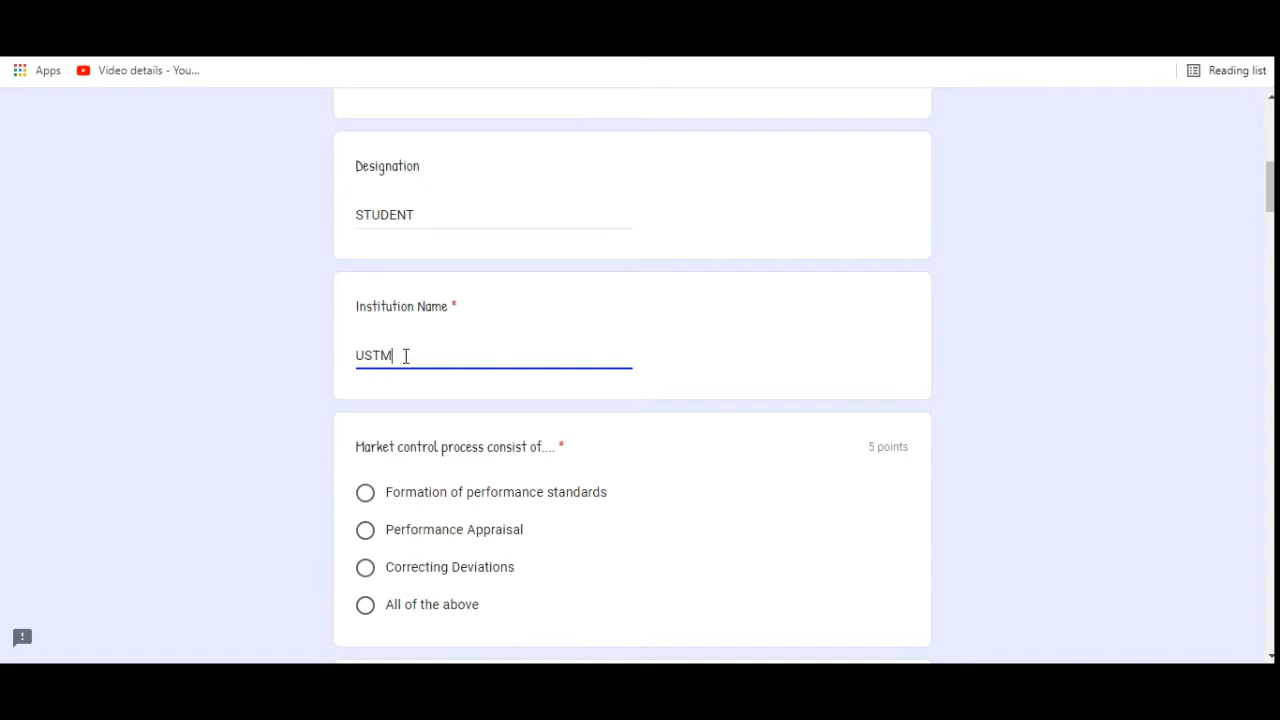 Apps Video details - You... Reading list
Designation
STUDENT
Institution Name *
USTM
Market control process consist of.... * 5 points
Formation of performance standards
Performance Appraisal
Correcting Deviations
All of the above